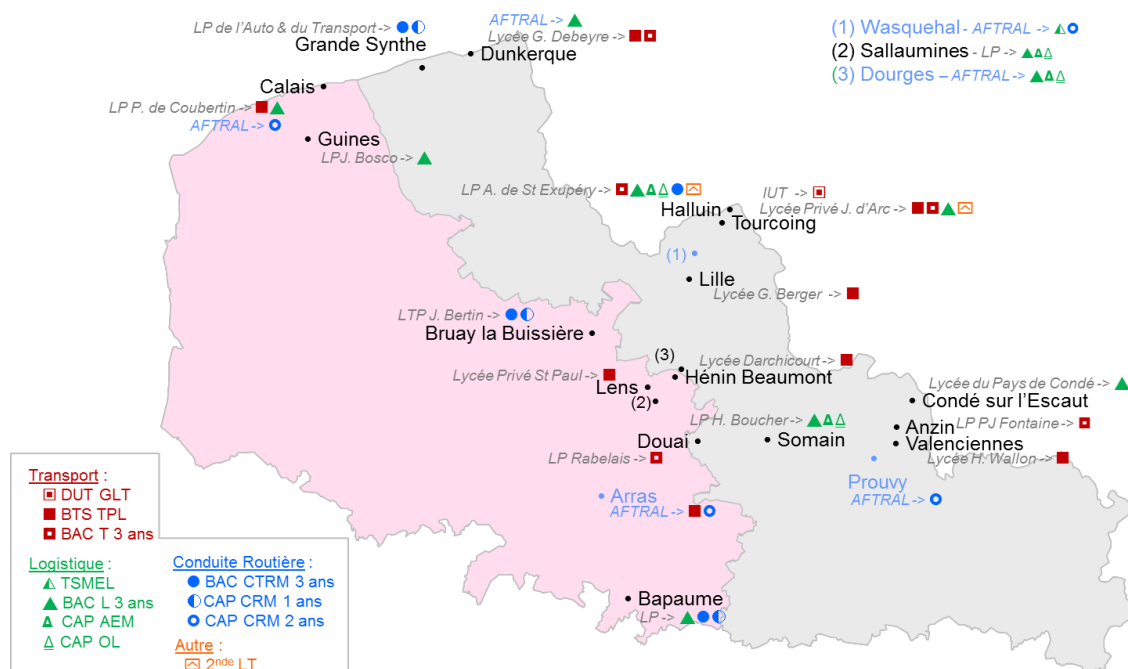 LP de l'Auto & du Transport ->
Grande Synthe
AFTRAL ->
Lycée G. Debeyre ->
Dunkerque
(1) Wasquehal - AFTRAL ->
(2) Sallaumines - LP ->
(3) Dourges – AFTRAL ->
Calais
LP P. de Coubertin ->
AFTRAL ->
Guines
LPJ. Bosco ->
LP A. de St Exupéry ->
IUT ->
Halluin
Lycée Privé J. d'Arc ->
Tourcoing
(1)
Lille
Lycée G. Berger ->
LTP J. Bertin ->
Bruay la Buissière
(3)
Lycée Darchicourt ->
Lycée Privé St Paul ->
Hénin Beaumont
Lens
(2)
Lycée du Pays de Condé ->
Condé sur l'Escaut
LP H. Boucher ->
Anzin
LP PJ Fontaine ->
Douai
Somain
Valenciennes
LP Rabelais ->
Lycée H. Wallon ->
Prouvy
AFTRAL ->
Arras
AFTRAL ->
Bapaume
LP ->
Transport :
DUT GLT
BTS TPL
BAC T 3 ans
Logistique :
TSMEL
BAC L 3 ans
CAP AEM
CAP OL
Conduite Routière :
BAC CTRM 3 ans
CAP CRM 1 ans
CAP CRM 2 ans
Autre :
2nde LT